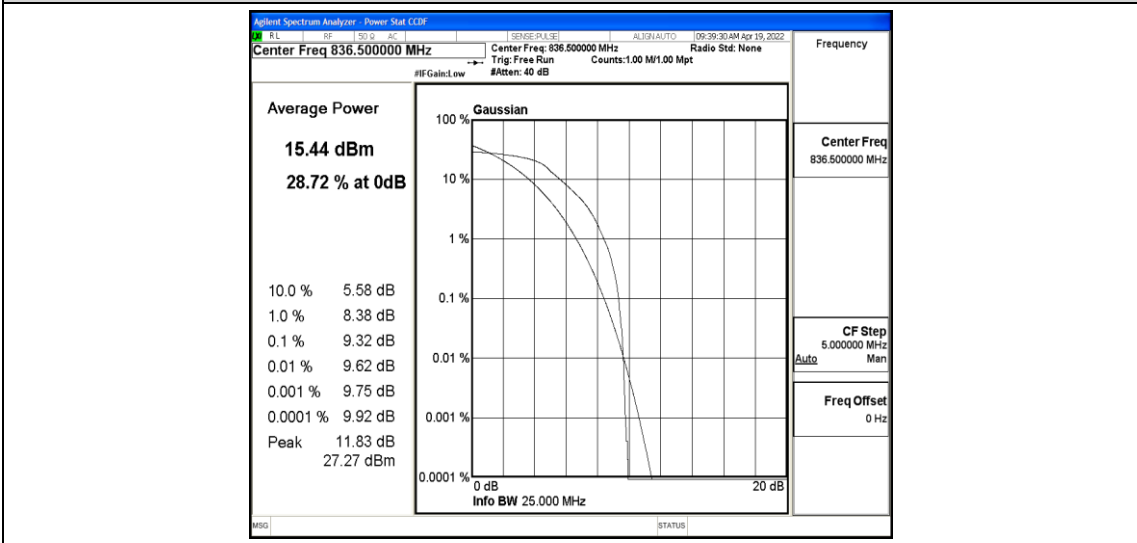 Agilent Spectrum Analyzer - Power Stat CCDF
LXI RL RF 50 Ω AC SENSE:PULSE ALIGN AUTO 09:39:30 AM Apr 19, 2022
Center Freq 836.500000 MHz
Center Freq: 836.500000 MHz Radio Std: None
Trig: Free Run Counts:1.00 M/1.00 Mpt
#IFGain:Low #Atten: 40 dB
Average Power
15.44 dBm
28.72 % at 0dB
10.0 % 5.58 dB
1.0 % 8.38 dB
0.1 % 9.32 dB
0.01 % 9.62 dB
0.001 % 9.75 dB
0.0001 % 9.92 dB
Peak 11.83 dB
27.27 dBm
Gaussian
100 %
10 %
1 %
0.1 %
0.01 %
0.001 %
0.0001 %
0 dB 20 dB
Info BW 25.000 MHz
Frequency
Center Freq
836.500000 MHz
CF Step
5.000000 MHz
Auto Man
Freq Offset
0 Hz
MSG STATUS